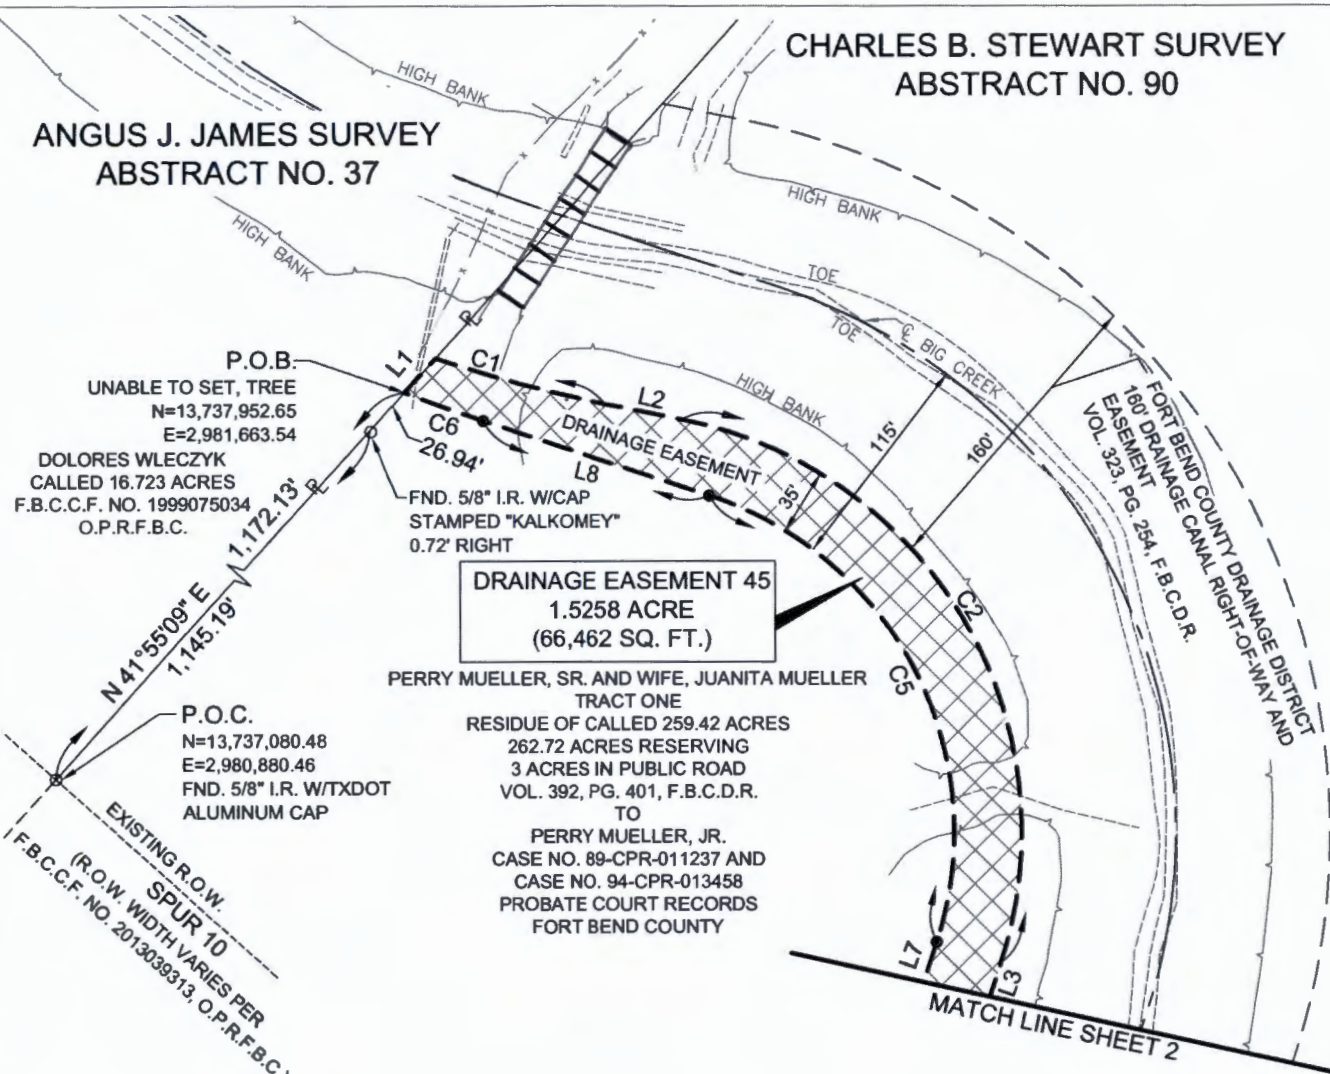 CHARLES B. STEWART SURVEY
ABSTRACT NO. 90
ANGUS J. JAMES SURVEY
ABSTRACT NO. 37
HIGH BANK
HIGH BANK
HIGH BANK
HIGH BANK
TOE
TOE
℄ BIG CREEK
P.O.B.
UNABLE TO SET, TREE
N=13,737,952.65
E=2,981,663.54
DOLORES WLECZYK
CALLED 16.723 ACRES
F.B.C.C.F. NO. 1999075034
O.P.R.F.B.C.
L1
C1
L2
C6
26.94'
L8
DRAINAGE EASEMENT
35'
115'
160'
FORT BEND COUNTY DRAINAGE DISTRICT
160' DRAINAGE CANAL RIGHT-OF-WAY AND
EASEMENT
VOL. 323, PG. 254, F.B.C.D.R.
FND. 5/8" I.R. W/CAP
STAMPED "KALKOMEY"
0.72' RIGHT
N 41°55'09" E
1,172.13'
1,145.19'
DRAINAGE EASEMENT 45
1.5258 ACRE
(66,462 SQ. FT.)
C2
C5
PERRY MUELLER, SR. AND WIFE, JUANITA MUELLER
TRACT ONE
RESIDUE OF CALLED 259.42 ACRES
262.72 ACRES RESERVING
3 ACRES IN PUBLIC ROAD
VOL. 392, PG. 401, F.B.C.D.R.
TO
PERRY MUELLER, JR.
CASE NO. 89-CPR-011237 AND
CASE NO. 94-CPR-013458
PROBATE COURT RECORDS
FORT BEND COUNTY
P.O.C.
N=13,737,080.48
E=2,980,880.46
FND. 5/8" I.R. W/TXDOT
ALUMINUM CAP
EXISTING R.O.W.
SPUR 10
(R.O.W. WIDTH VARIES PER
F.B.C.C.F. NO. 2013039313, O.P.R.F.B.C.
L7
L3
MATCH LINE SHEET 2